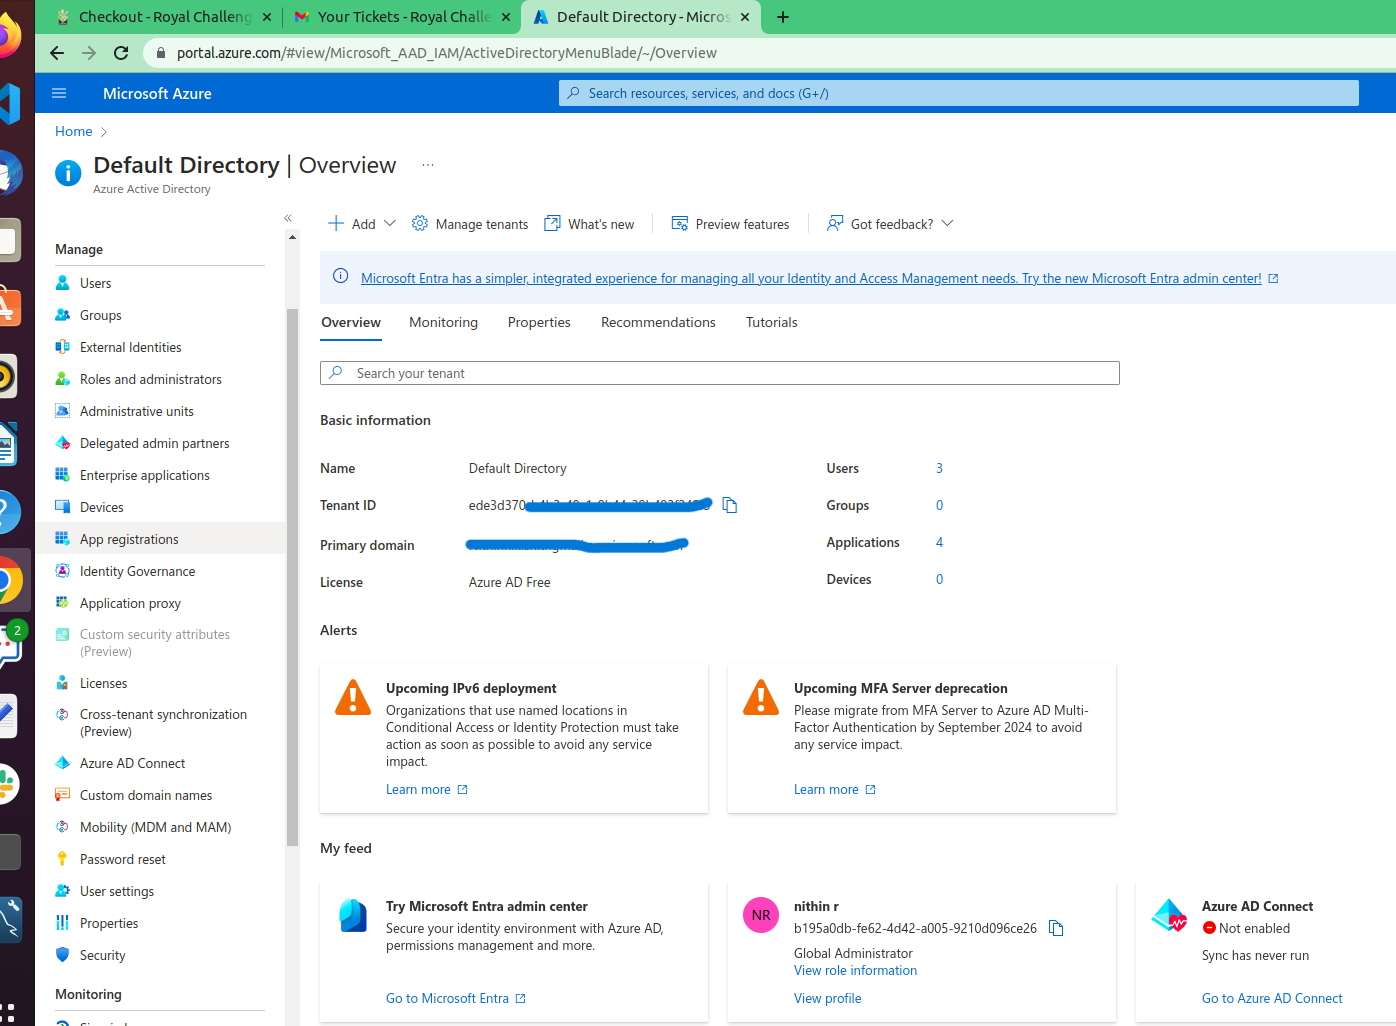 Checkout - Royal Challeng
Your Tickets - Royal Challe
Default Directory - Micros
portal.azure.com/#view/Microsoft_AAD_IAM/ActiveDirectoryMenuBlade/~/Overview
Microsoft Azure
Search resources, services, and docs (G+/)
Home
Default Directory | Overview
Azure Active Directory
Add
Manage tenants
What's new
Preview features
Got feedback?
Microsoft Entra has a simpler, integrated experience for managing all your Identity and Access Management needs. Try the new Microsoft Entra admin center!
Manage
Users
Groups
External Identities
Roles and administrators
Administrative units
Delegated admin partners
Enterprise applications
Devices
App registrations
Identity Governance
Application proxy
Custom security attributes
(Preview)
Licenses
Cross-tenant synchronization
(Preview)
Azure AD Connect
Custom domain names
Mobility (MDM and MAM)
Password reset
User settings
Properties
Security
Monitoring
Overview
Monitoring
Properties
Recommendations
Tutorials
Search your tenant
Basic information
Name Default Directory
Tenant ID ede3d370
Primary domain
License Azure AD Free
Users 3
Groups 0
Applications 4
Devices 0
Alerts
Upcoming IPv6 deployment
Organizations that use named locations in
Conditional Access or Identity Protection must take
action as soon as possible to avoid any service
impact.
Learn more
Upcoming MFA Server deprecation
Please migrate from MFA Server to Azure AD Multi-
Factor Authentication by September 2024 to avoid
any service impact.
Learn more
My feed
Try Microsoft Entra admin center
Secure your identity environment with Azure AD,
permissions management and more.
Go to Microsoft Entra
NR
nithin r
b195a0db-fe62-4d42-a005-9210d096ce26
Global Administrator
View role information
View profile
Azure AD Connect
Not enabled
Sync has never run
Go to Azure AD Connect
2